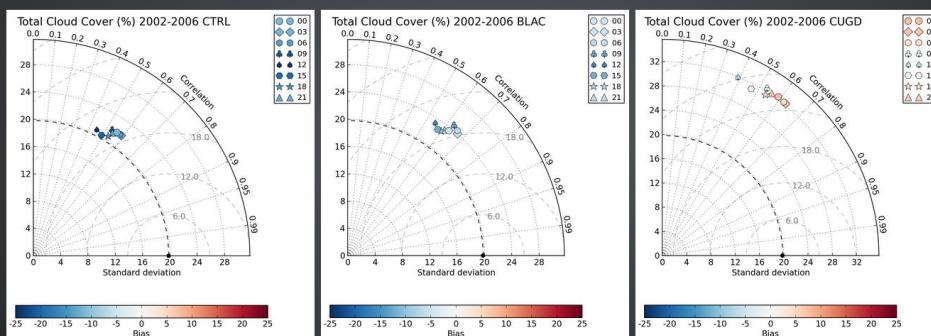 Total Cloud Cover (%) 2002-2006 CTRL
0.0 0.1 0.2 0.3 0.4 0.5 0.6 0.7 0.8 0.9 0.95 0.99
Correlation
28
24
20
16
12
8
4
0
0 4 8 12 16 20 24 28
Standard deviation
18.0
12.0
6.0
00
03
06
09
12
15
18
21
-25 -20 -15 -10 -5 0 5 10 15 20 25
Bias
Total Cloud Cover (%) 2002-2006 BLAC
0.0 0.1 0.2 0.3 0.4 0.5 0.6 0.7 0.8 0.9 0.95 0.99
Correlation
28
24
20
16
12
8
4
0
0 4 8 12 16 20 24 28
Standard deviation
18.0
12.0
6.0
00
03
06
09
12
15
18
21
-25 -20 -15 -10 -5 0 5 10 15 20 25
Bias
Total Cloud Cover (%) 2002-2006 CUGD
0.0 0.1 0.2 0.3 0.4 0.5 0.6 0.7 0.8 0.9 0.95 0.99
Correlation
32
28
24
20
16
12
8
4
0
0 4 8 12 16 20 24 28 32
Standard deviation
18.0
12.0
6.0
-25 -20 -15 -10 -5 0 5 10 15 20 25
Bias